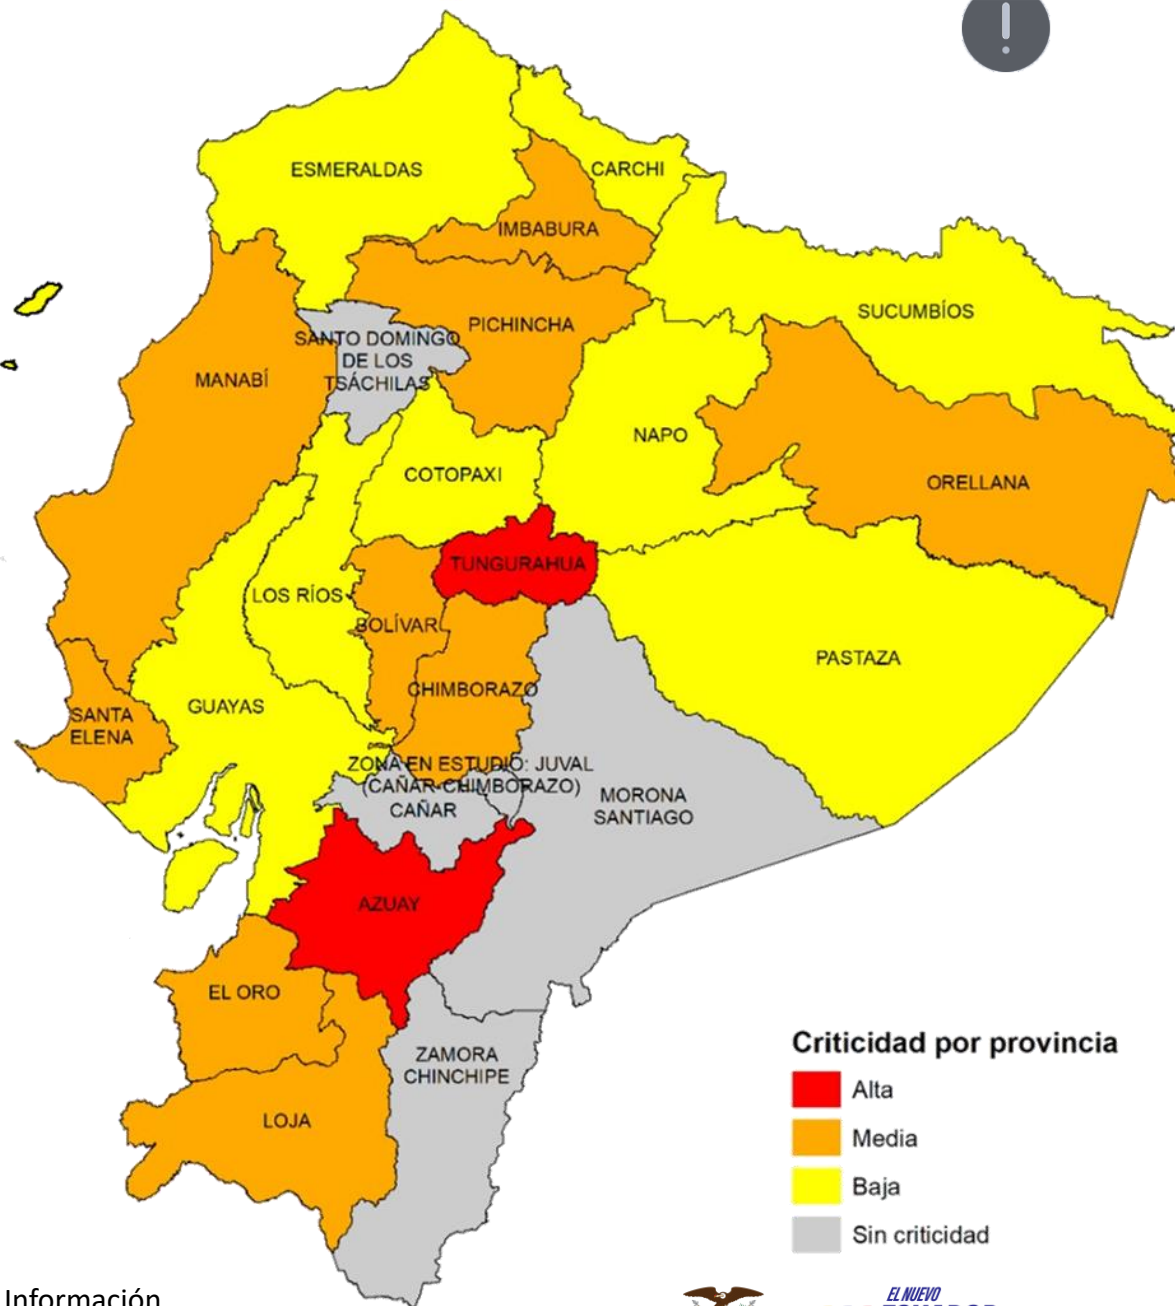 !
ESMERALDAS
CARCHI
IMBABURA
SUCUMBÍOS
PICHINCHA
SANTO DOMINGO
DE LOS
TSÁCHILAS
MANABÍ
NAPO
COTOPAXI
ORELLANA
TUNGURAHUA
LOS RÍOS
BOLÍVAR
PASTAZA
CHIMBORAZO
GUAYAS
SANTA
ELENA
ZONA EN ESTUDIO: JUVAL
(CAÑAR-CHIMBORAZO)
CAÑAR
MORONA
SANTIAGO
AZUAY
EL ORO
ZAMORA
CHINCHIPE
LOJA
Criticidad por provincia
Alta
Media
Baja
Sin criticidad
Información
EL NUEVO